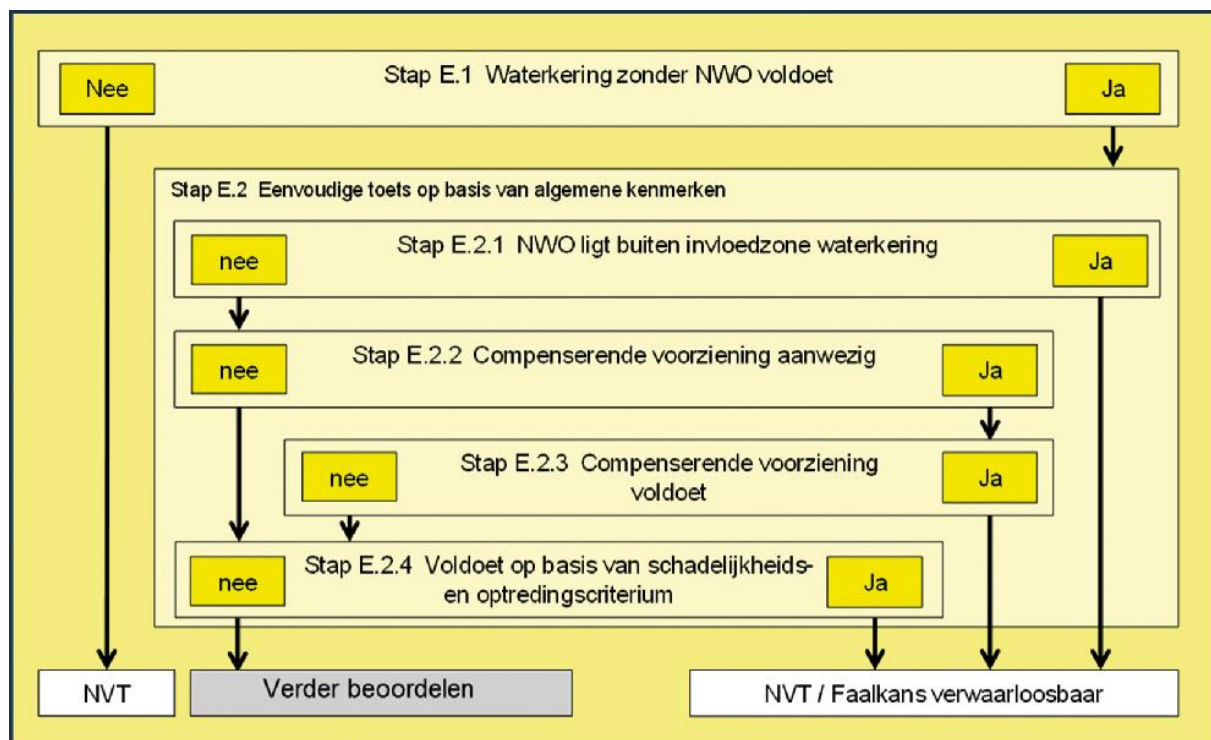 Stap E.1 Waterkering zonder NWO voldoet
Nee
Ja
Stap E.2 Eenvoudige toets op basis van algemene kenmerken
Stap E.2.1 NWO ligt buiten invloedzone waterkering
nee
Ja
Stap E.2.2 Compenserende voorziening aanwezig
nee
Ja
Stap E.2.3 Compenserende voorziening
voldoet
nee
Ja
Stap E.2.4 Voldoet op basis van schadelijkheids-
en optredingscriterium
nee
Ja
NVT
Verder beoordelen
NVT / Faalkans verwaarloosbaar